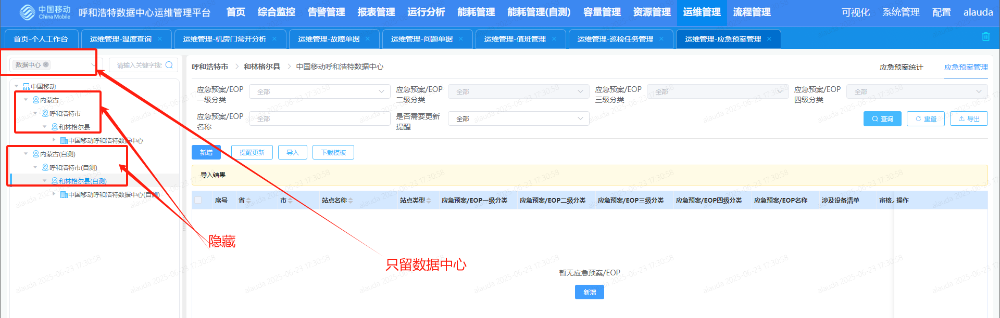 中国移动
China Mobile
呼和浩特数据中心运维管理平台
首页 综合监控 告警管理 报表管理 运行分析 能耗管理 能耗管理(自测) 容量管理 资源管理 运维管理 流程管理
可视化 系统管理 配置 alauda
首页-个人工作台 运维管理-温度查询 运维管理-机房门常开分析 运维管理-故障单据 运维管理-问题单据 运维管理-值班管理 运维管理-巡检任务管理 运维管理-应急预案管理
数据中心
请输入关键字搜
中国移动
内蒙古
呼和浩特市
和林格尔县
中国移动呼和浩特数据中心
内蒙古(自测)
呼和浩特市(自测)
和林格尔县(自测)
中国移动呼和浩特数据中心(自测)
呼和浩特市 > 和林格尔县 > 中国移动呼和浩特数据中心
应急预案统计 应急预案管理
应急预案/EOP一级分类 全部
应急预案/EOP二级分类 全部
应急预案/EOP三级分类 全部
应急预案/EOP四级分类 全部
应急预案/EOP名称 全部
是否需要更新提醒 全部
查询 重置 导出
新增 提醒更新 导入 下载模板
导入结果
序号 省 市 站点名称 站点类型 应急预案/EOP一级分类 应急预案/EOP二级分类 应急预案/EOP三级分类 应急预案/EOP四级分类 应急预案/EOP名称 涉及设备清单 审核人 操作
隐藏
只留数据中心
暂无应急预案/EOP
新增
alauda 2025-06-23 17:30:58